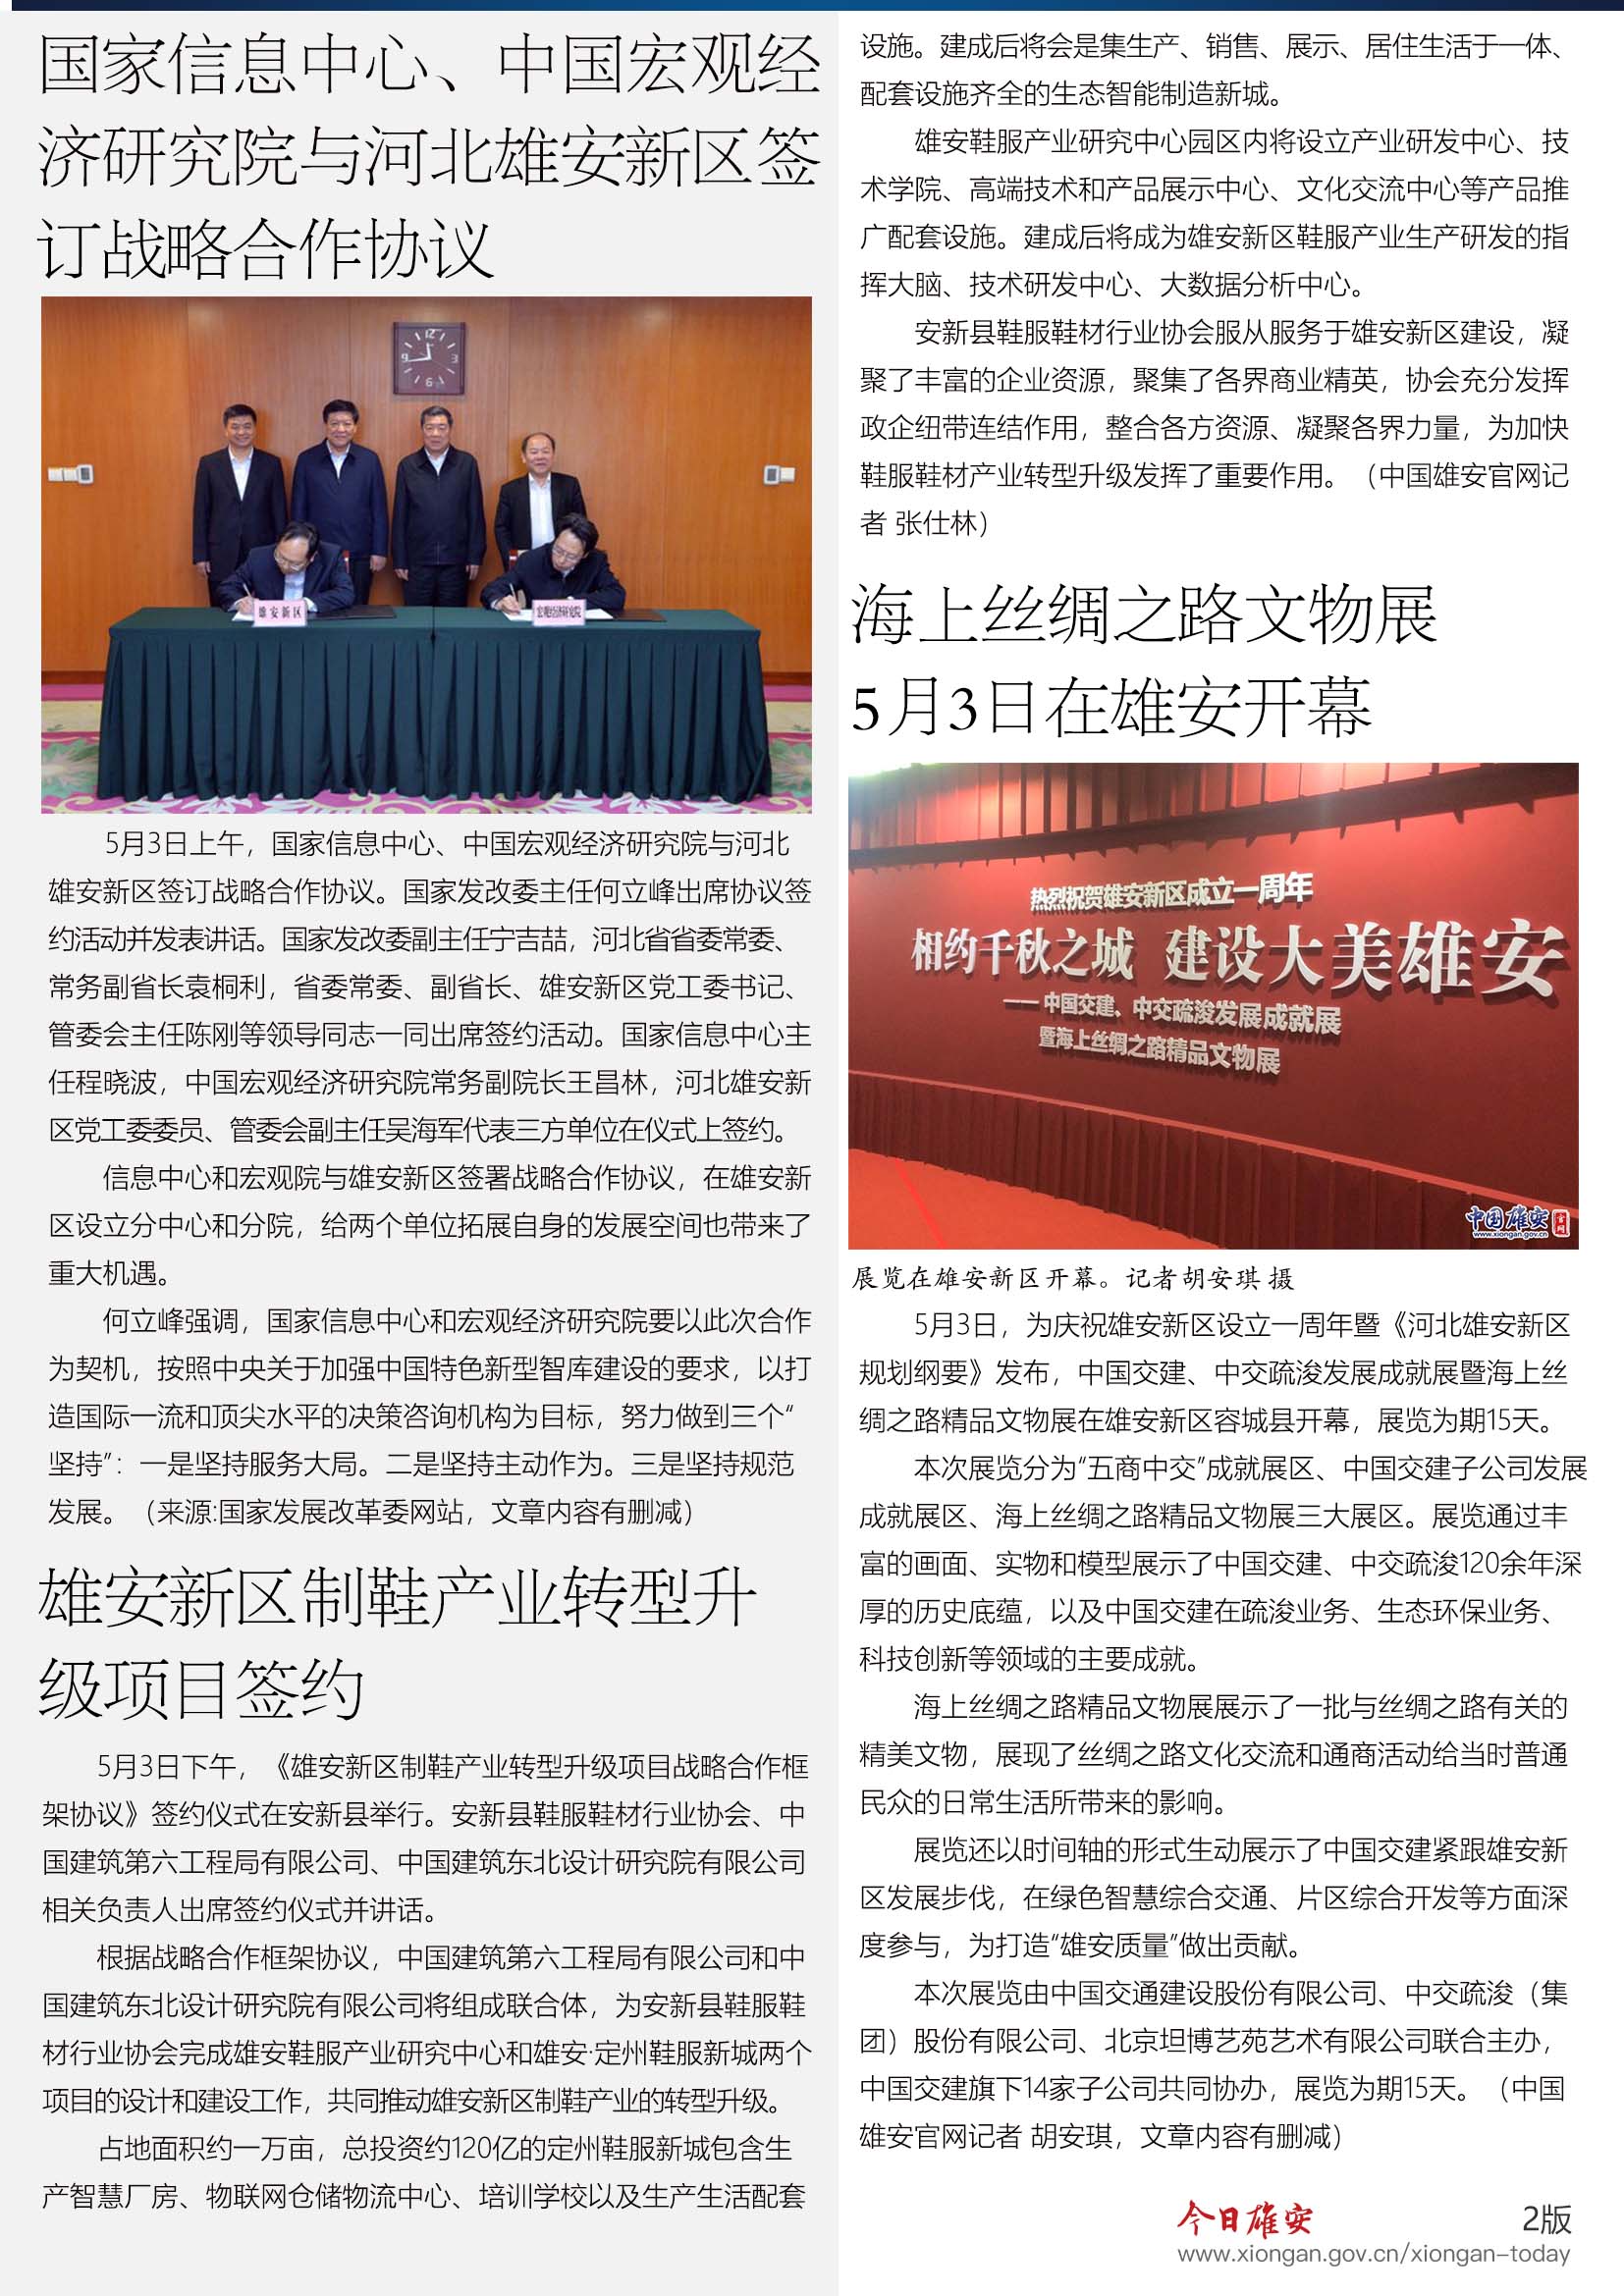 国家信息中心、中国宏观经
济研究院与河北雄安新区签
订战略合作协议
12
3
6
9
雄安新区
宏观经济研究院
5月3日上午，国家信息中心、中国宏观经济研究院与河北
雄安新区签订战略合作协议。国家发改委主任何立峰出席协议签
约活动并发表讲话。国家发改委副主任宁吉喆，河北省省委常委、
常务副省长袁桐利，省委常委、副省长、雄安新区党工委书记、
管委会主任陈刚等领导同志一同出席签约活动。国家信息中心主
任程晓波，中国宏观经济研究院常务副院长王昌林，河北雄安新
区党工委委员、管委会副主任吴海军代表三方单位在仪式上签约。
信息中心和宏观院与雄安新区签署战略合作协议，在雄安新
区设立分中心和分院，给两个单位拓展自身的发展空间也带来了
重大机遇。
何立峰强调，国家信息中心和宏观经济研究院要以此次合作
为契机，按照中央关于加强中国特色新型智库建设的要求，以打
造国际一流和顶尖水平的决策咨询机构为目标，努力做到三个“
坚持”：一是坚持服务大局。二是坚持主动作为。三是坚持规范
发展。（来源:国家发展改革委网站，文章内容有删减）
雄安新区制鞋产业转型升
级项目签约
5月3日下午，《雄安新区制鞋产业转型升级项目战略合作框
架协议》签约仪式在安新县举行。安新县鞋服鞋材行业协会、中
国建筑第六工程局有限公司、中国建筑东北设计研究院有限公司
相关负责人出席签约仪式并讲话。
根据战略合作框架协议，中国建筑第六工程局有限公司和中
国建筑东北设计研究院有限公司将组成联合体，为安新县鞋服鞋
材行业协会完成雄安鞋服产业研究中心和雄安·定州鞋服新城两个
项目的设计和建设工作，共同推动雄安新区制鞋产业的转型升级。
占地面积约一万亩，总投资约120亿的定州鞋服新城包含生
产智慧厂房、物联网仓储物流中心、培训学校以及生产生活配套
设施。建成后将会是集生产、销售、展示、居住生活于一体、
配套设施齐全的生态智能制造新城。
雄安鞋服产业研究中心园区内将设立产业研发中心、技
术学院、高端技术和产品展示中心、文化交流中心等产品推
广配套设施。建成后将成为雄安新区鞋服产业生产研发的指
挥大脑、技术研发中心、大数据分析中心。
安新县鞋服鞋材行业协会服从服务于雄安新区建设，凝
聚了丰富的企业资源，聚集了各界商业精英，协会充分发挥
政企纽带连结作用，整合各方资源、凝聚各界力量，为加快
鞋服鞋材产业转型升级发挥了重要作用。（中国雄安官网记
者 张仕林）
海上丝绸之路文物展
5月3日在雄安开幕
热烈祝贺雄安新区成立一周年
相约千秋之城 建设大美雄安
——中国交建、中交疏浚发展成就展
暨海上丝绸之路精品文物展
中国雄安官网
www.xiongan.gov.cn
展览在雄安新区开幕。记者胡安琪 摄
5月3日，为庆祝雄安新区设立一周年暨《河北雄安新区
规划纲要》发布，中国交建、中交疏浚发展成就展暨海上丝
绸之路精品文物展在雄安新区容城县开幕，展览为期15天。
本次展览分为“五商中交”成就展区、中国交建子公司发展
成就展区、海上丝绸之路精品文物展三大展区。展览通过丰
富的画面、实物和模型展示了中国交建、中交疏浚120余年深
厚的历史底蕴，以及中国交建在疏浚业务、生态环保业务、
科技创新等领域的主要成就。
海上丝绸之路精品文物展展示了一批与丝绸之路有关的
精美文物，展现了丝绸之路文化交流和通商活动给当时普通
民众的日常生活所带来的影响。
展览还以时间轴的形式生动展示了中国交建紧跟雄安新
区发展步伐，在绿色智慧综合交通、片区综合开发等方面深
度参与，为打造“雄安质量”做出贡献。
本次展览由中国交通建设股份有限公司、中交疏浚（集
团）股份有限公司、北京坦博艺苑艺术有限公司联合主办，
中国交建旗下14家子公司共同协办，展览为期15天。（中国
雄安官网记者 胡安琪，文章内容有删减）
今日雄安
2版
www.xiongan.gov.cn/xiongan-today